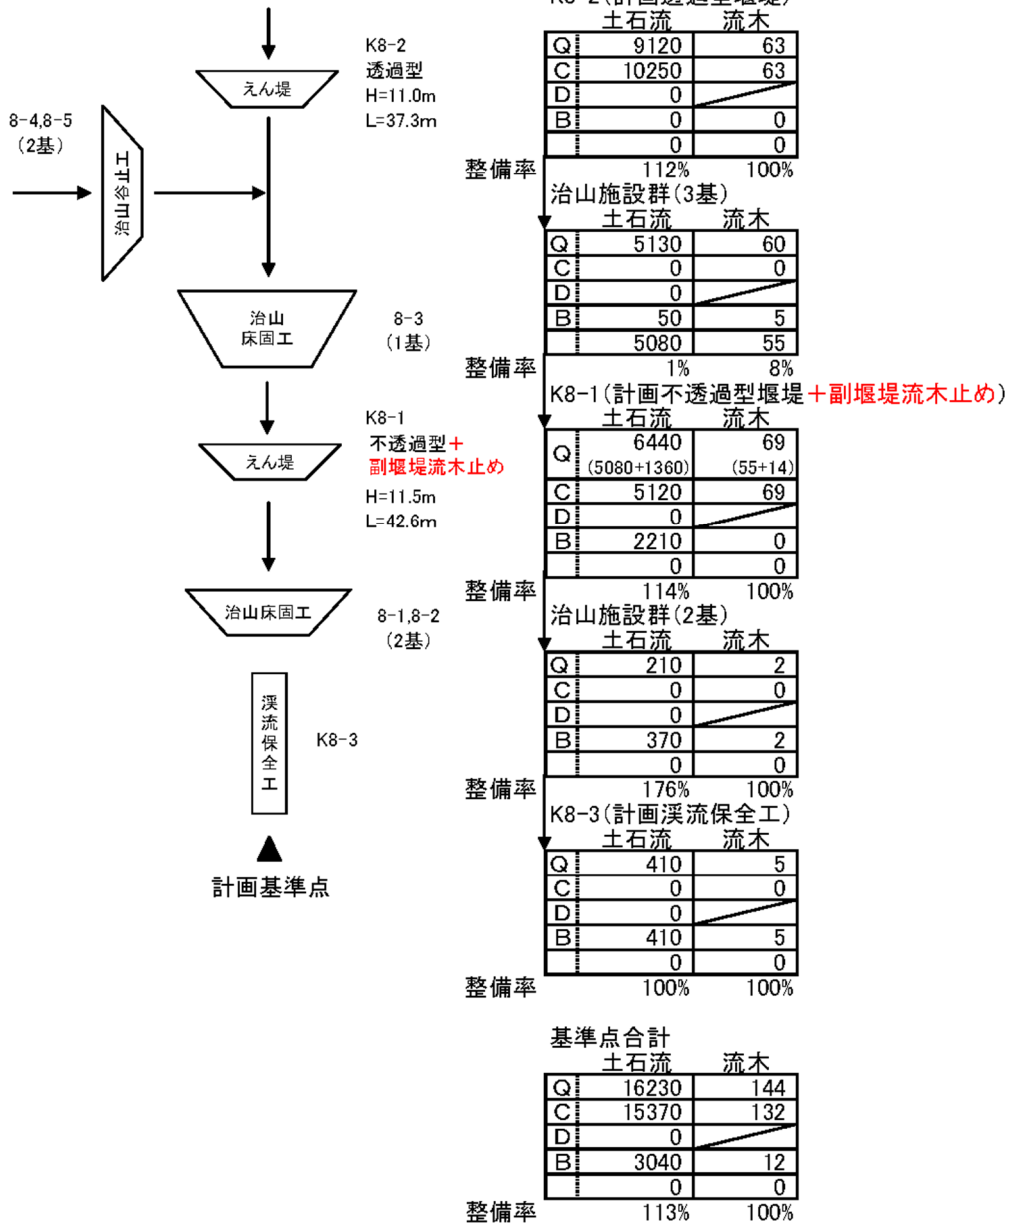 K8-2
透過型
H=11.0m
L=37.3m
えん堤
8-4,8-5
(2基)
治山谷止工
治山
床固工
8-3
(1基)
K8-1
不透過型+
副堰堤流木止め
H=11.5m
L=42.6m
えん堤
治山床固工
8-1,8-2
(2基)
渓流保全工
K8-3
計画基準点
K8-2(計画透過型堰堤)
土石流 流木
Q 9120 63
C 10250 63
D 0
B 0 0
0 0
整備率 112% 100%
治山施設群(3基)
土石流 流木
Q 5130 60
C 0 0
D 0
B 50 5
5080 55
整備率 1% 8%
K8-1(計画不透過型堰堤+副堰堤流木止め)
土石流 流木
Q 6440 69
(5080+1360) (55+14)
C 5120 69
D 0
B 2210 0
0 0
整備率 114% 100%
治山施設群(2基)
土石流 流木
Q 210 2
C 0 0
D 0
B 370 2
0 0
整備率 176% 100%
K8-3(計画渓流保全工)
土石流 流木
Q 410 5
C 0 0
D 0
B 410 5
0 0
整備率 100% 100%
基準点合計
土石流 流木
Q 16230 144
C 15370 132
D 0
B 3040 12
0 0
整備率 113% 100%